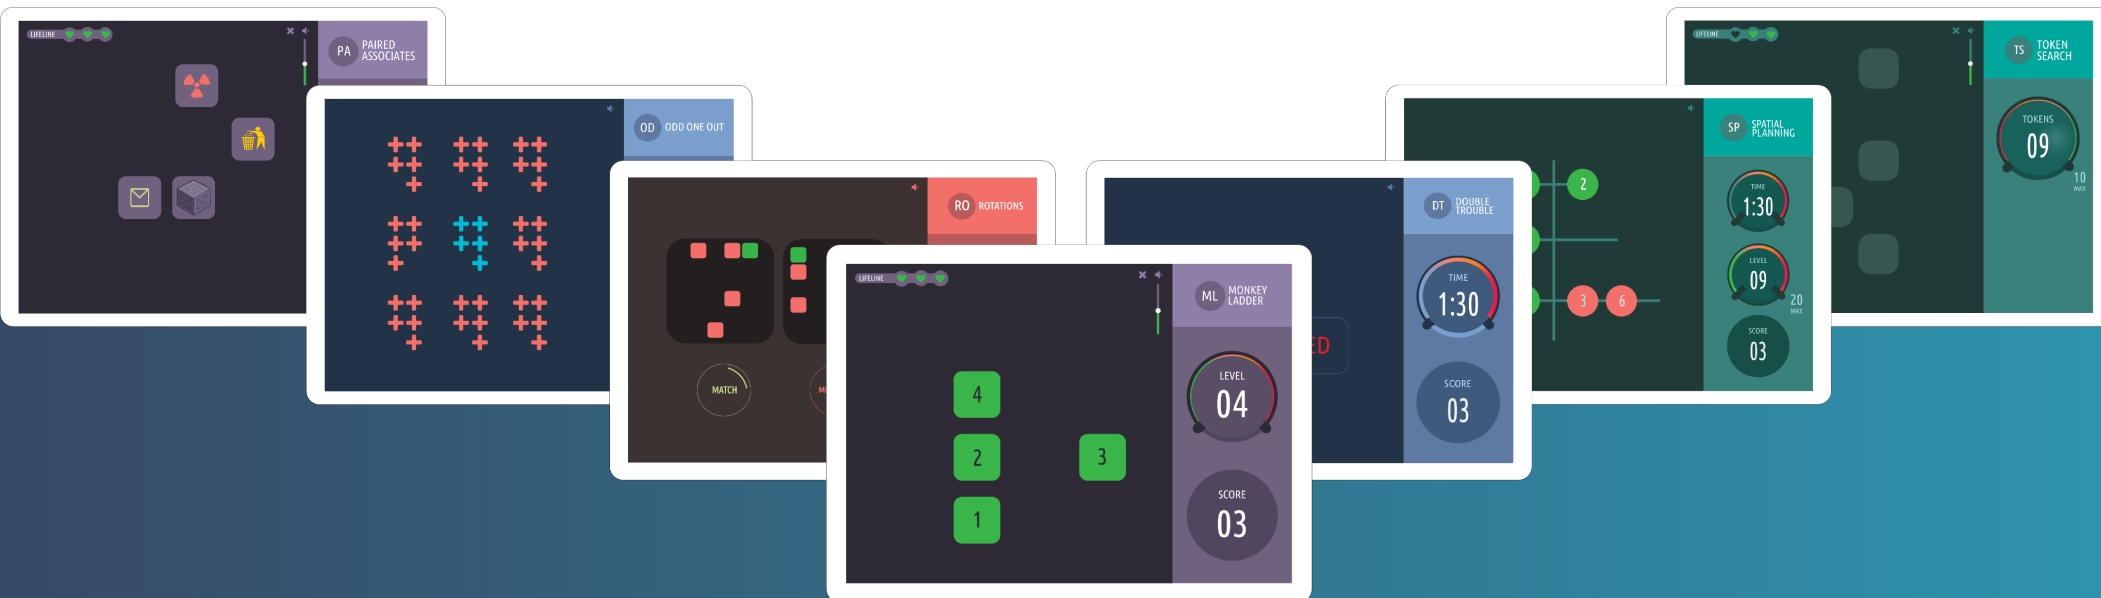 LIFELINE
PA
PAIRED
ASSOCIATES
OD
ODD ONE OUT
RO
ROTATIONS
MATCH
LIFELINE
ML
MONKEY
LADDER
4
2
3
1
LEVEL
04
SCORE
03
DT
DOUBLE
TROUBLE
ED
TIME
1:30
SCORE
03
SP
SPATIAL
PLANNING
2
3
6
TIME
1:30
LEVEL
09
20
MAX
SCORE
03
LIFELINE
TS
TOKEN
SEARCH
TOKENS
09
10
MAX